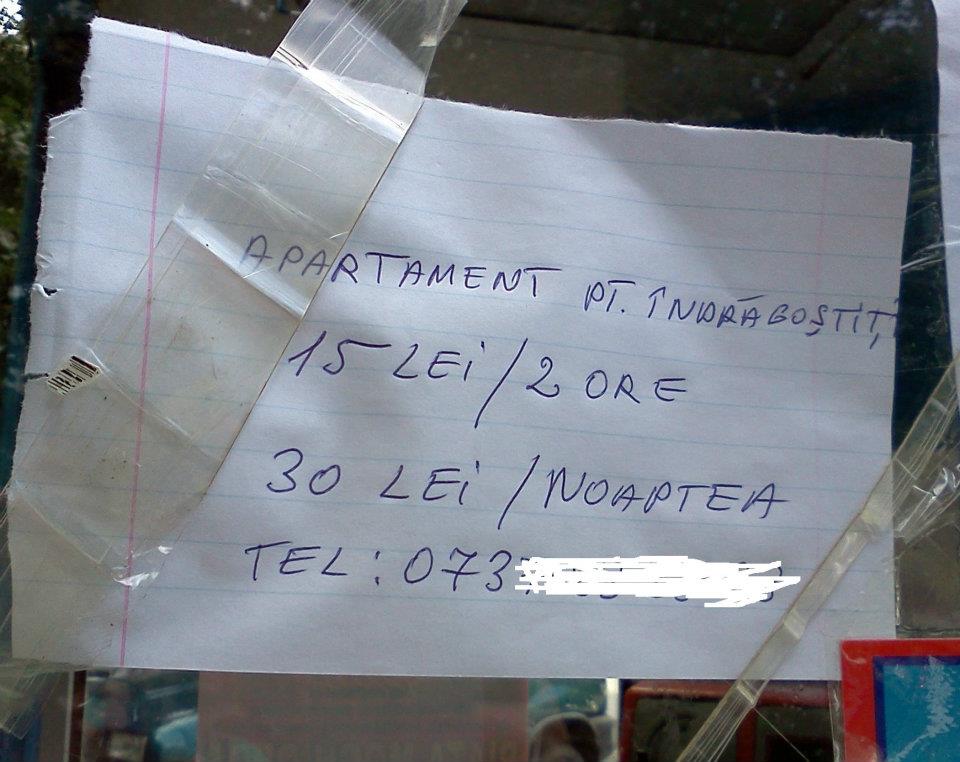 APARTAMENT PT. ÎNDRĂGOSTIȚI
15 LEI / 2 ORE
30 LEI / NOAPTEA
TEL: 073